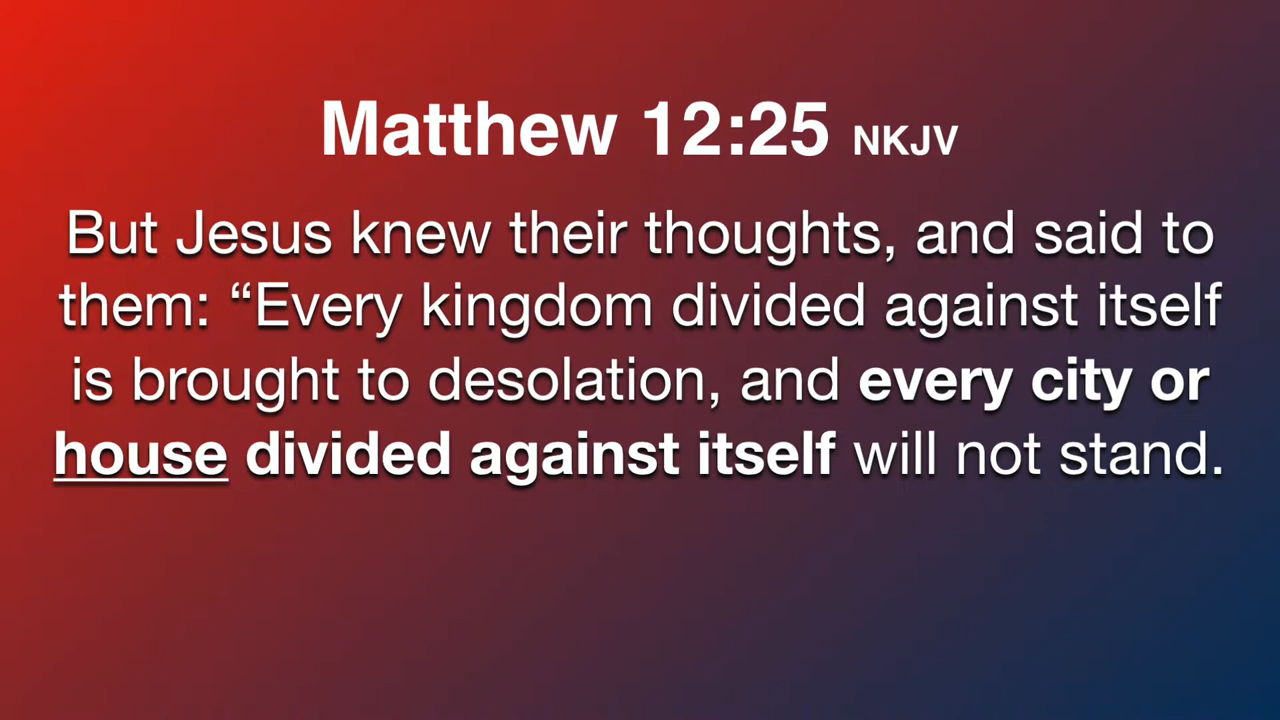 Matthew 12:25 NKJV
But Jesus knew their thoughts, and said to
them: “Every kingdom divided against itself
is brought to desolation, and every city or
house divided against itself will not stand.